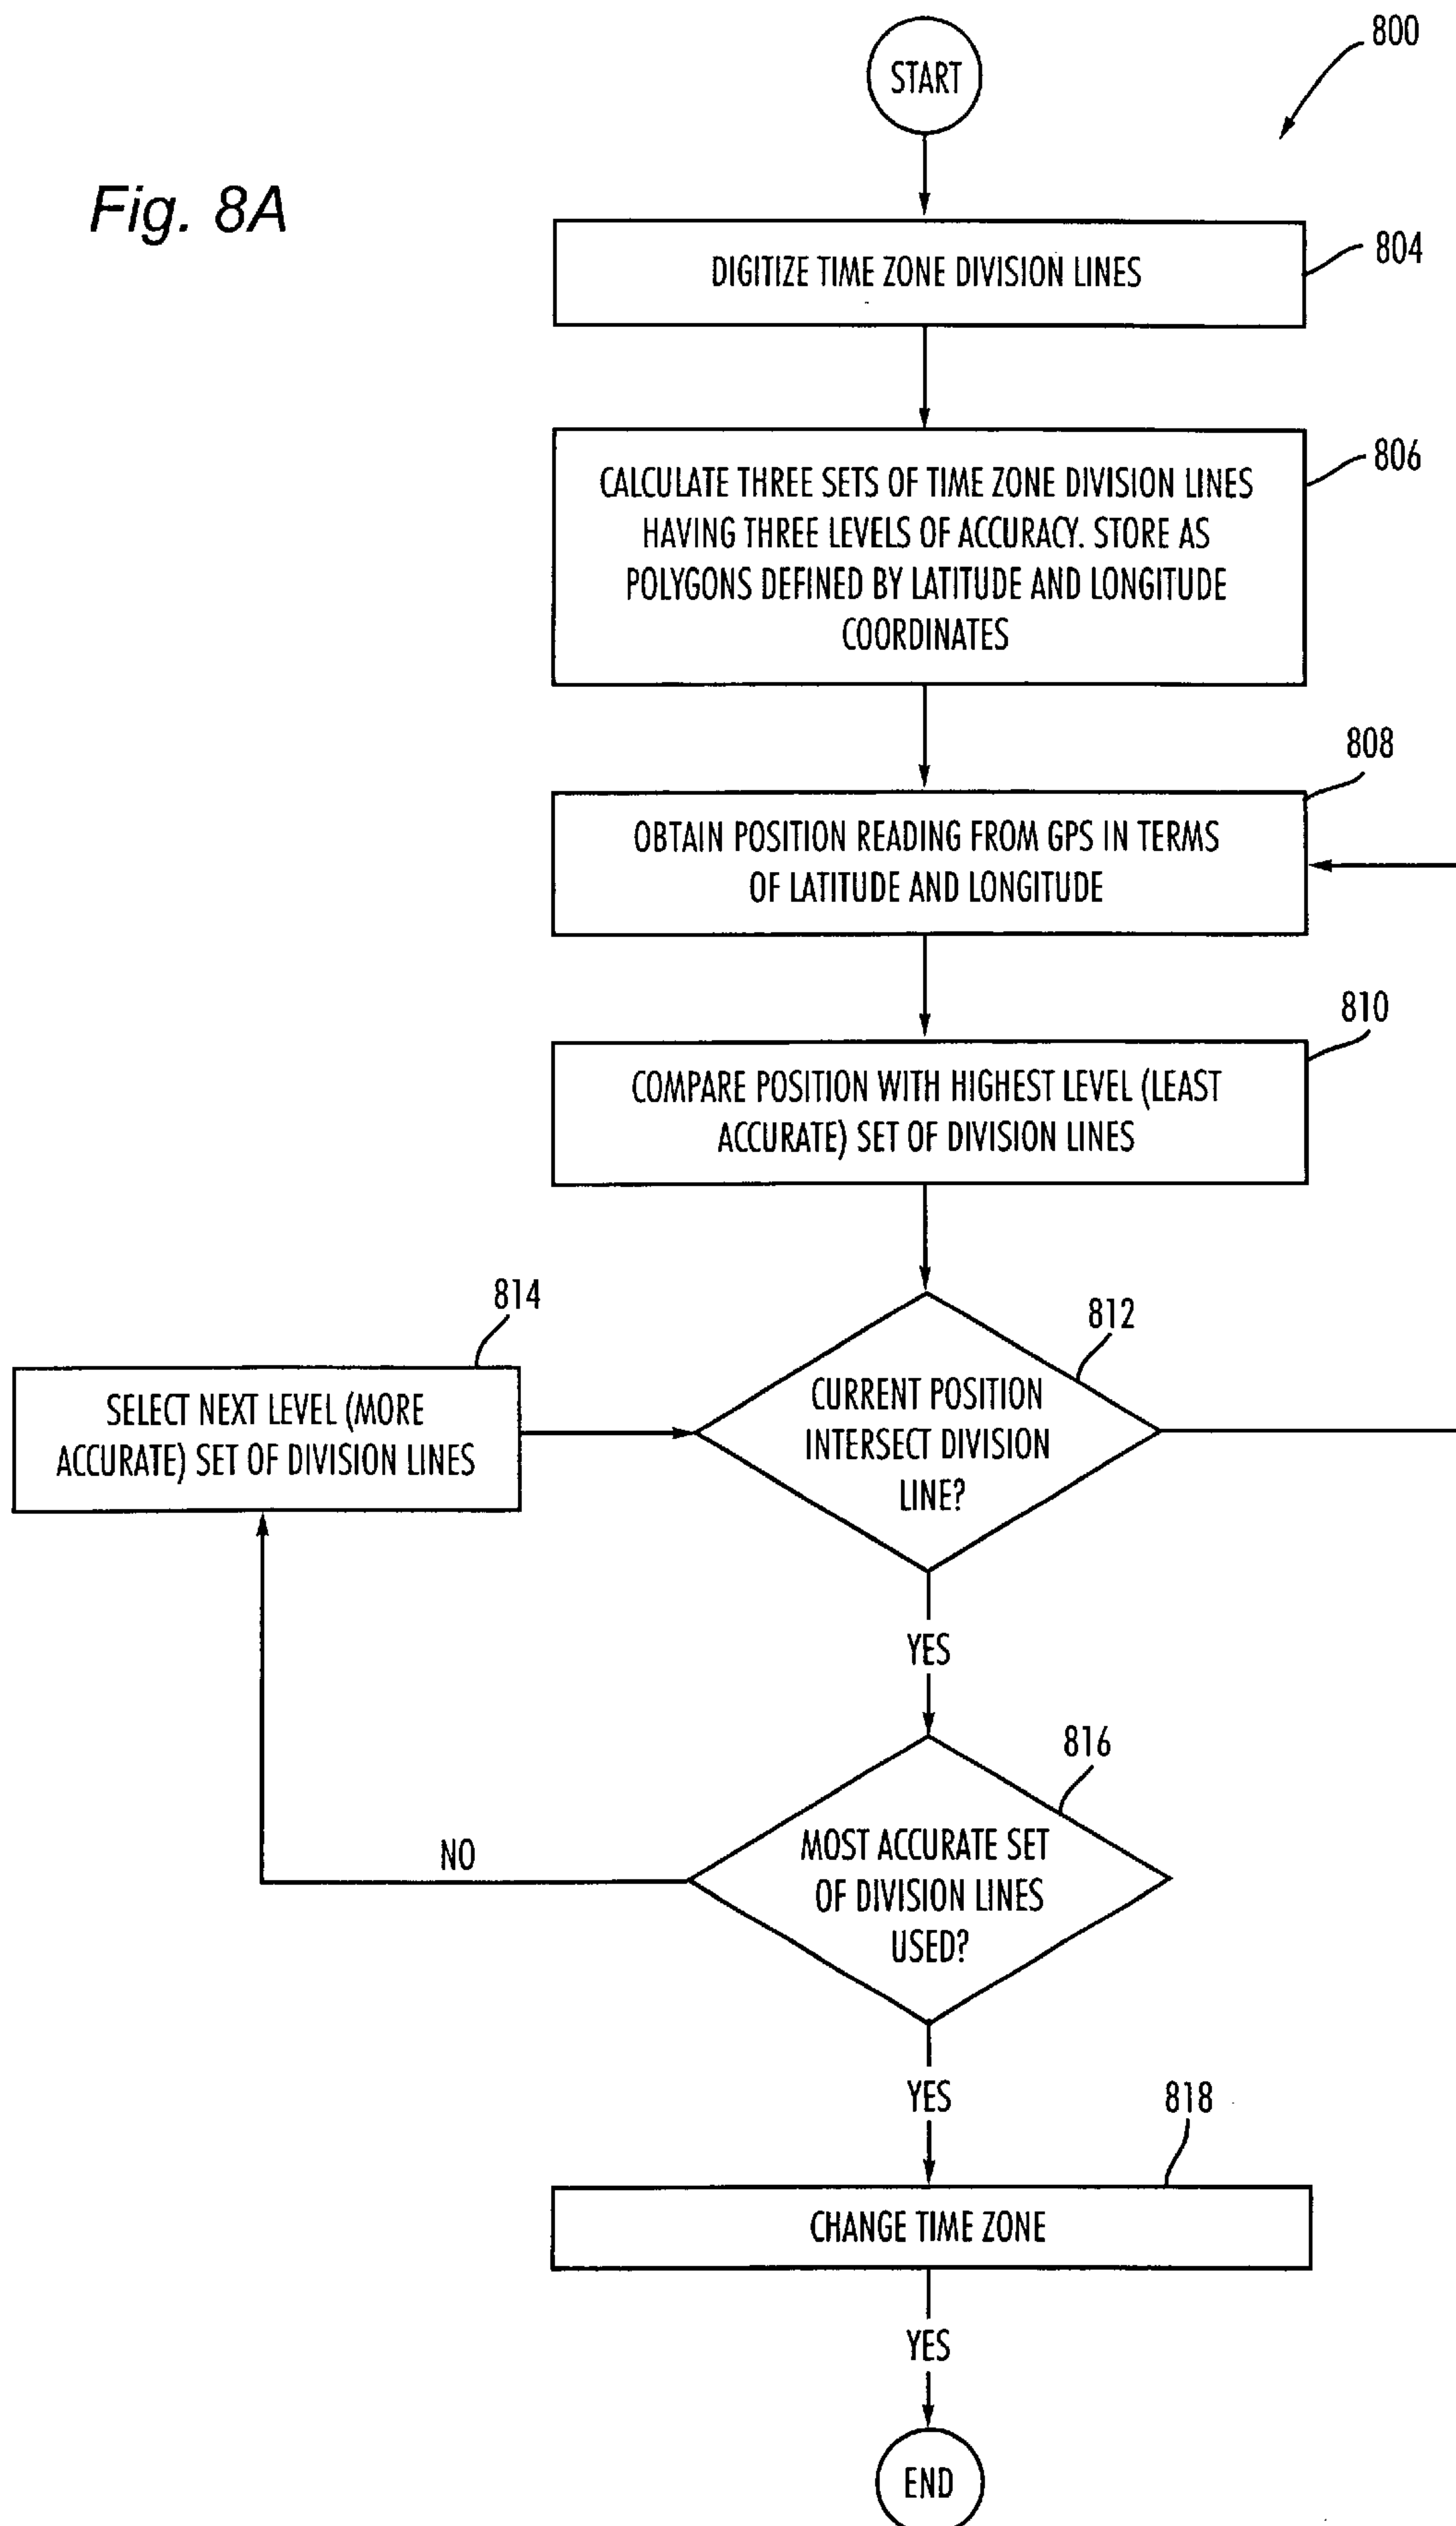 800
START
Fig. 8A
804
DIGITIZE TIME ZONE DIVISION LINES
806
CALCULATE THREE SETS OF TIME ZONE DIVISION LINES
HAVING THREE LEVELS OF ACCURACY. STORE AS
POLYGONS DEFINED BY LATITUDE AND LONGITUDE
COORDINATES
808
OBTAIN POSITION READING FROM GPS IN TERMS
OF LATITUDE AND LONGITUDE
810
COMPARE POSITION WITH HIGHEST LEVEL (LEAST
ACCURATE) SET OF DIVISION LINES
814
812
SELECT NEXT LEVEL (MORE
ACCURATE) SET OF DIVISION LINES
CURRENT POSITION
INTERSECT DIVISION
LINE?
YES
816
NO
MOST ACCURATE SET
OF DIVISION LINES
USED?
YES
818
CHANGE TIME ZONE
YES
END